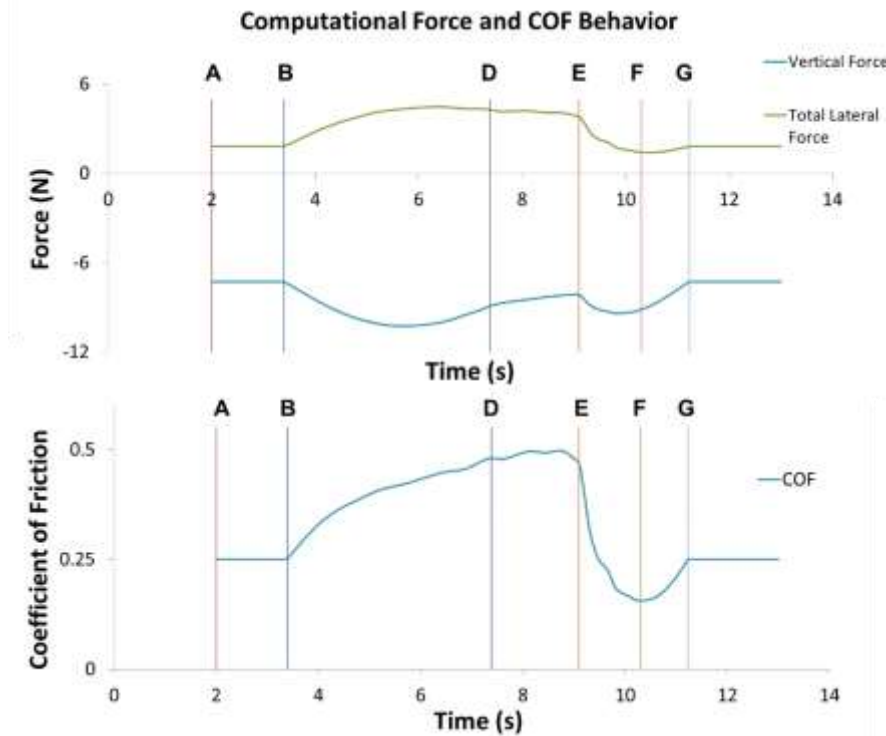 Computational Force and COF Behavior
A B D E F G
Vertical Force
Total Lateral
Force
6
0
-6
-12
0 2 4 6 8 10 12 14
Force (N)
Time (s)
A B D E F G
COF
0.5
0.25
0
0 2 4 6 8 10 12 14
Coefficient of Friction
Time (s)